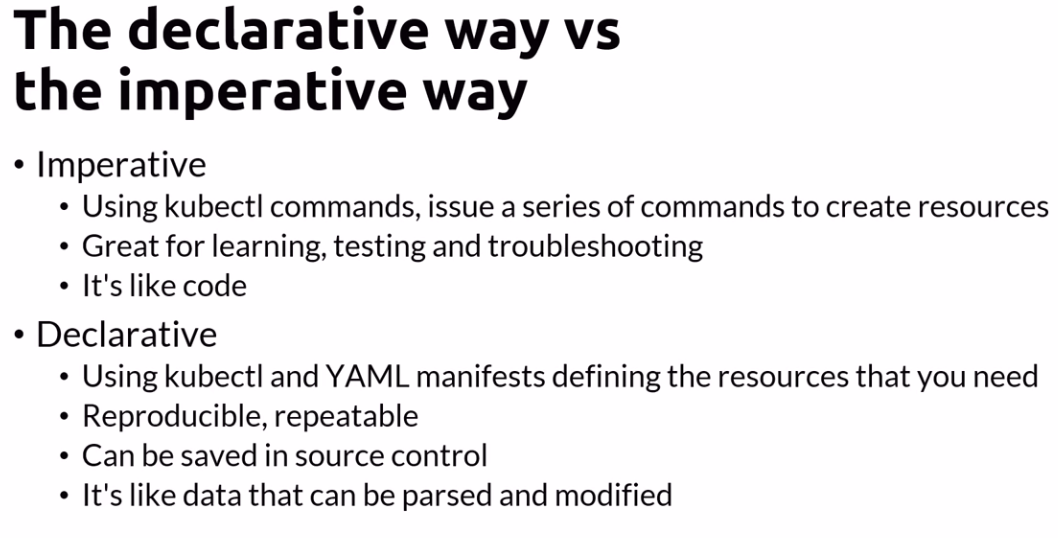 The declarative way vs
the imperative way
• Imperative
• Using kubectl commands, issue a series of commands to create resources
• Great for learning, testing and troubleshooting
• It's like code
• Declarative
• Using kubectl and YAML manifests defining the resources that you need
• Reproducible, repeatable
• Can be saved in source control
• It's like data that can be parsed and modified